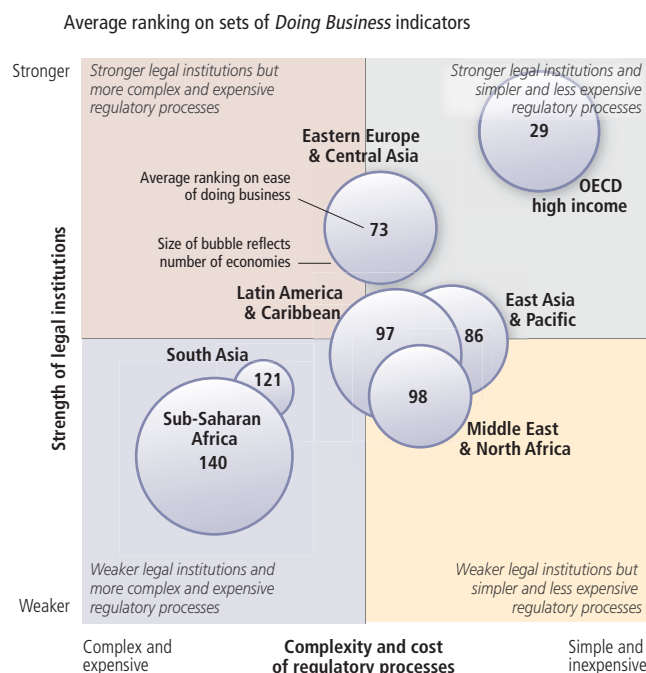 Average ranking on sets of Doing Business indicators
Stronger
Stronger legal institutions but
more complex and expensive
regulatory processes
Stronger legal institutions and
simpler and less expensive
regulatory processes
29
OECD
high income
Eastern Europe
& Central Asia
Average ranking on ease
of doing business
73
Size of bubble reflects
number of economies
Latin America
& Caribbean
97
East Asia
& Pacific
86
South Asia
121
98
Sub-Saharan
Africa
140
Middle East
& North Africa
Strength of legal institutions
Weaker legal institutions and
more complex and expensive
regulatory processes
Weaker legal institutions but
simpler and less expensive
regulatory processes
Weaker
Complex and
expensive
Complexity and cost
of regulatory processes
Simple and
inexpensive